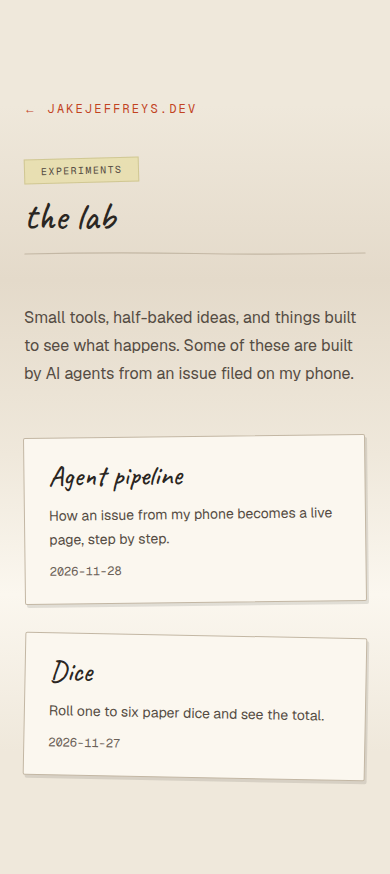 ← JAKEJEFFREYS.DEV
EXPERIMENTS
the lab
Small tools, half-baked ideas, and things built
to see what happens. Some of these are built
by AI agents from an issue filed on my phone.
Agent pipeline
How an issue from my phone becomes a live
page, step by step.
2026-11-28
Dice
Roll one to six paper dice and see the total.
2026-11-27